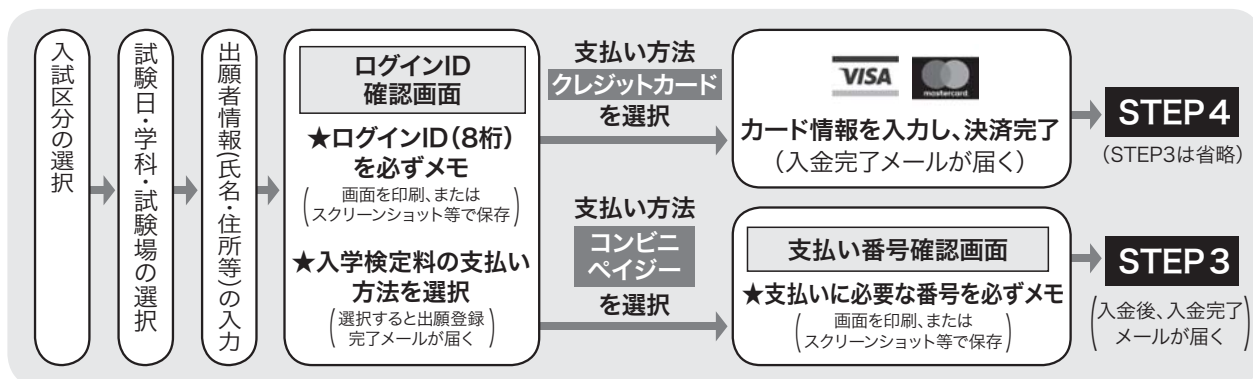 入試区分の選択
試験日・学科・試験場の選択
出願者情報(氏名・住所等)の入力
ログインID
確認画面
★ログインID(8桁)
を必ずメモ
(画面を印刷、または
スクリーンショット等で保存)
★入学検定料の支払い
方法を選択
(選択すると出願登録
完了メールが届く)
支払い方法
クレジットカード
を選択
VISA
mastercard
カード情報を入力し、決済完了
(入金完了メールが届く)
STEP4
(STEP3は省略)
支払い方法
コンビニ
ペイジー
を選択
支払い番号確認画面
★支払いに必要な番号を必ずメモ
(画面を印刷、または
スクリーンショット等で保存)
STEP3
(入金後、入金完了
メールが届く)